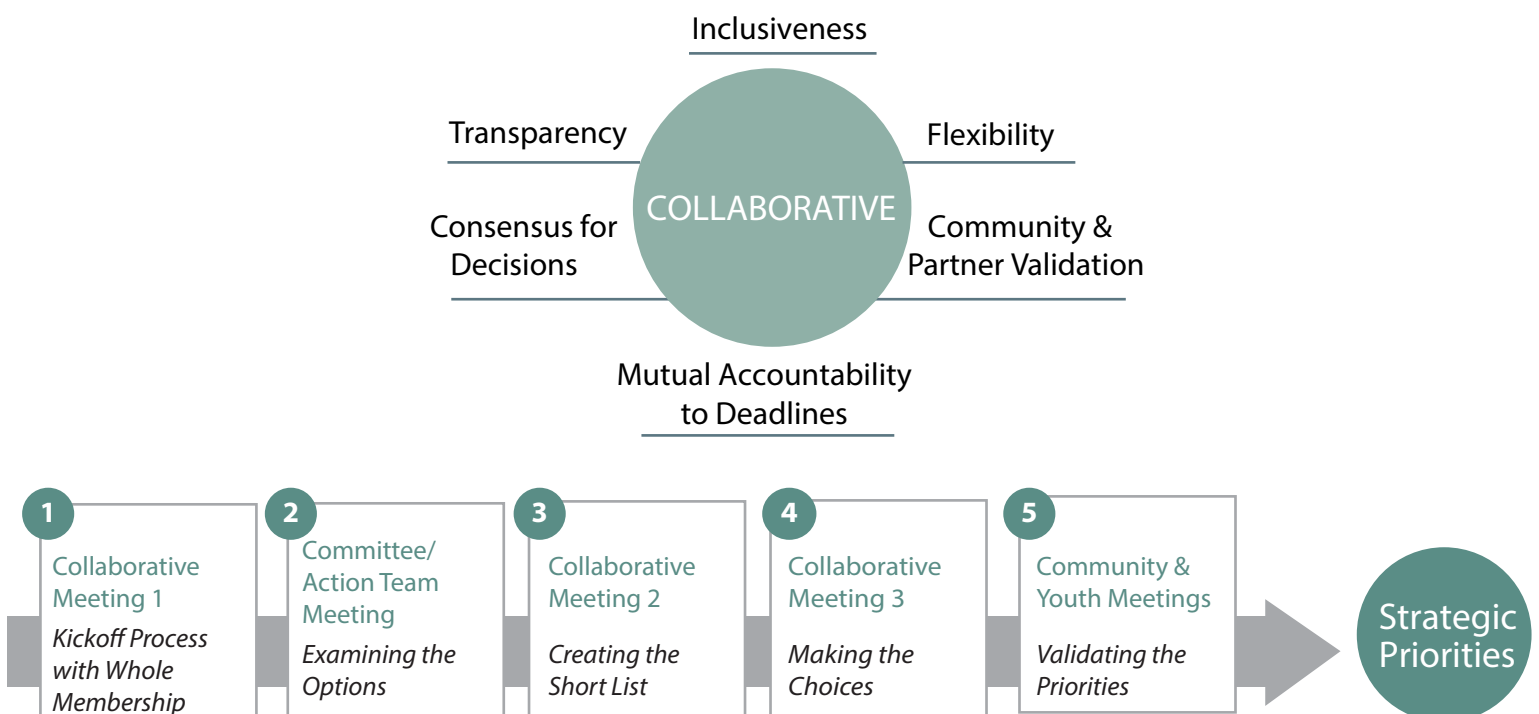 Inclusiveness
Transparency
Flexibility
COLLABORATIVE
Consensus for
Decisions
Community &
Partner Validation
Mutual Accountability
to Deadlines
1
Collaborative
Meeting 1
Kickoff Process
with Whole
Membership
2
Committee/
Action Team
Meeting
Examining the
Options
3
Collaborative
Meeting 2
Creating the
Short List
4
Collaborative
Meeting 3
Making the
Choices
5
Community &
Youth Meetings
Validating the
Priorities
Strategic
Priorities